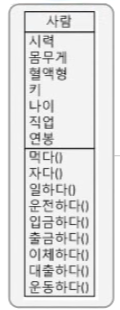 사람
시력
몸무게
혈액형
키
나이
직업
연봉
먹다()
자다()
일하다()
운전하다()
입금하다()
출금하다()
이체하다()
대출하다()
운동하다()